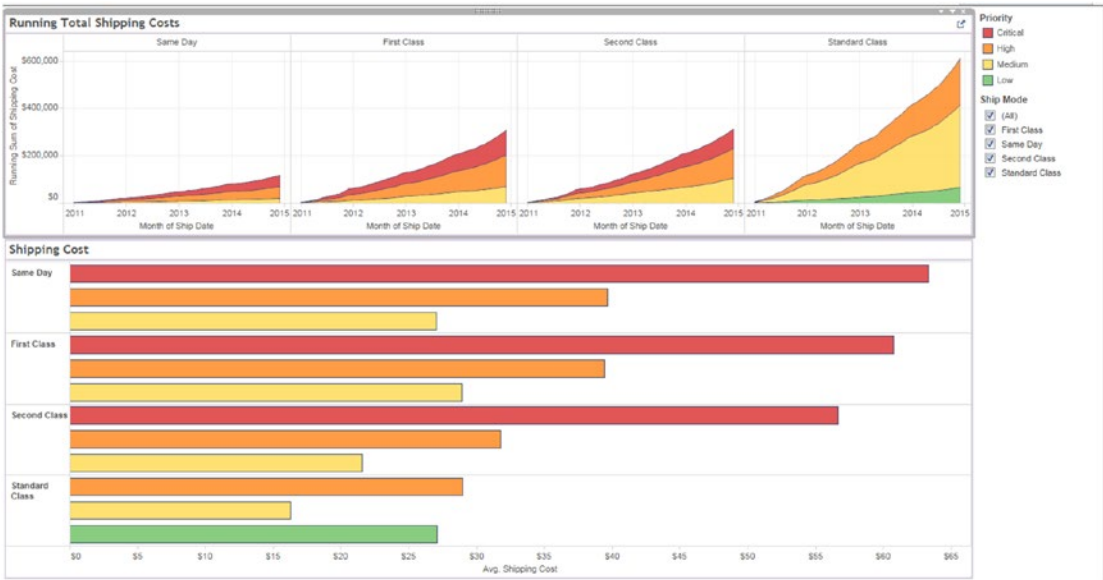 Running Total Shipping Costs
Same Day
First Class
Second Class
Standard Class
Running Sum of Shipping Cost
$600,000
$400,000
$200,000
$0
2011 2012 2013 2014 2015
2011 2012 2013 2014 2015
2011 2012 2013 2014 2015
2011 2012 2013 2014 2015
Month of Ship Date
Month of Ship Date
Month of Ship Date
Month of Ship Date
Priority
Critical
High
Medium
Low
Ship Mode
(All)
First Class
Same Day
Second Class
Standard Class
Shipping Cost
Same Day
First Class
Second Class
Standard
Class
$0 $5 $10 $15 $20 $25 $30 $35 $40 $45 $50 $55 $60 $65
Avg. Shipping Cost